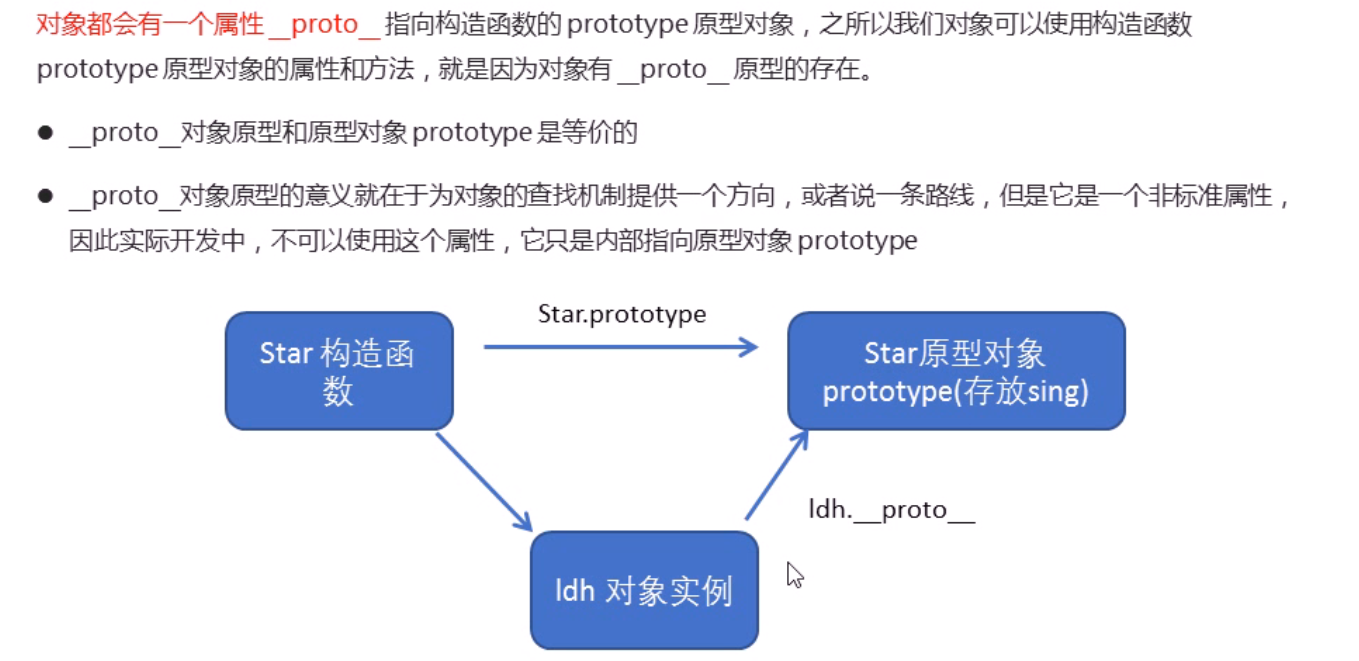 对象都会有一个属性 __proto__ 指向构造函数的 prototype 原型对象，之所以我们对象可以使用构造函数
prototype 原型对象的属性和方法，就是因为对象有 __proto__ 原型的存在。
● __proto__对象原型和原型对象 prototype 是等价的
● __proto__对象原型的意义就在于为对象的查找机制提供一个方向，或者说一条路线，但是它是一个非标准属性，
因此实际开发中，不可以使用这个属性，它只是内部指向原型对象 prototype
Star.prototype
Star 构造函
数
Star原型对象
prototype(存放sing)
ldh.__proto__
ldh 对象实例